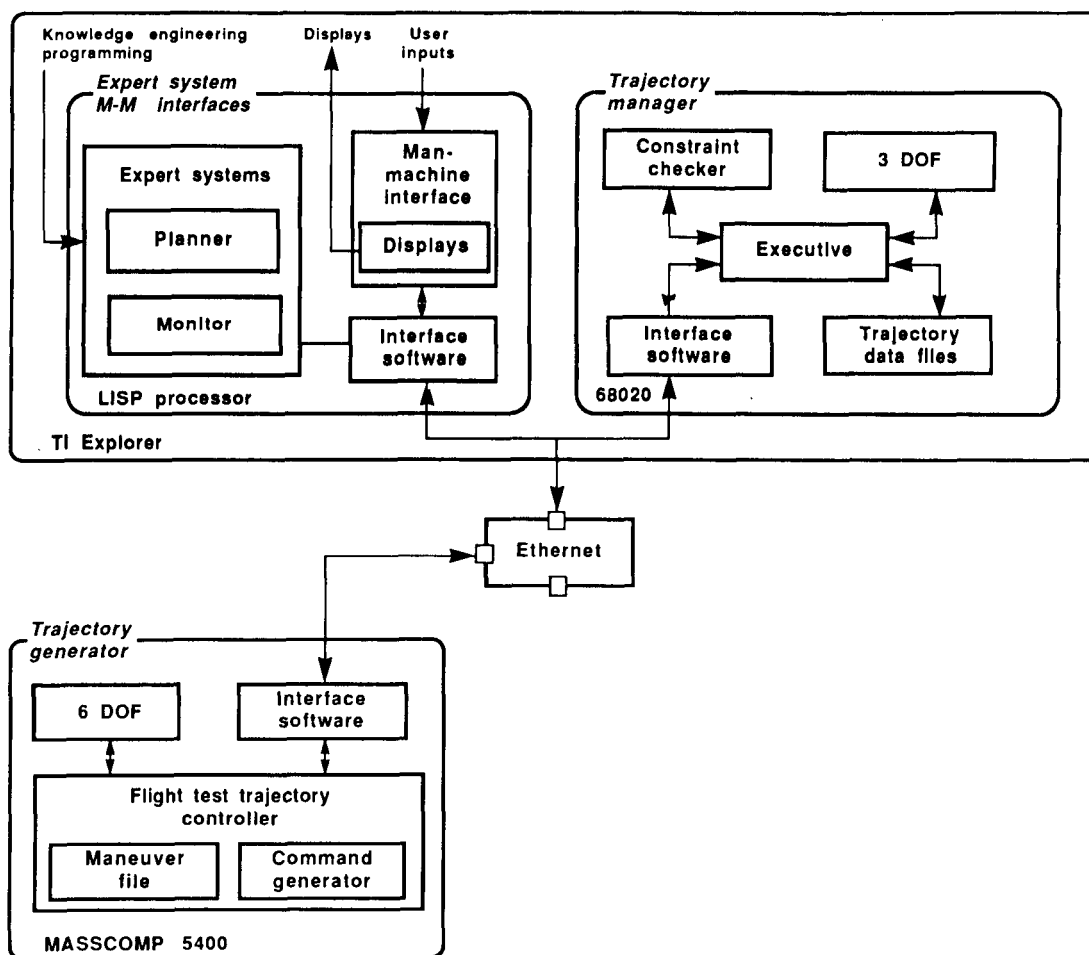 Knowledge engineering
programming
Displays
User
inputs
Expert system
M-M interfaces
Expert systems
Planner
Monitor
Man-
machine
interface
Displays
Interface
software
LISP processor
TI Explorer
Trajectory
manager
Constraint
checker
3 DOF
Executive
Interface
software
Trajectory
data files
68020
Ethernet
Trajectory
generator
6 DOF
Interface
software
Flight test trajectory
controller
Maneuver
file
Command
generator
MASSCOMP 5400